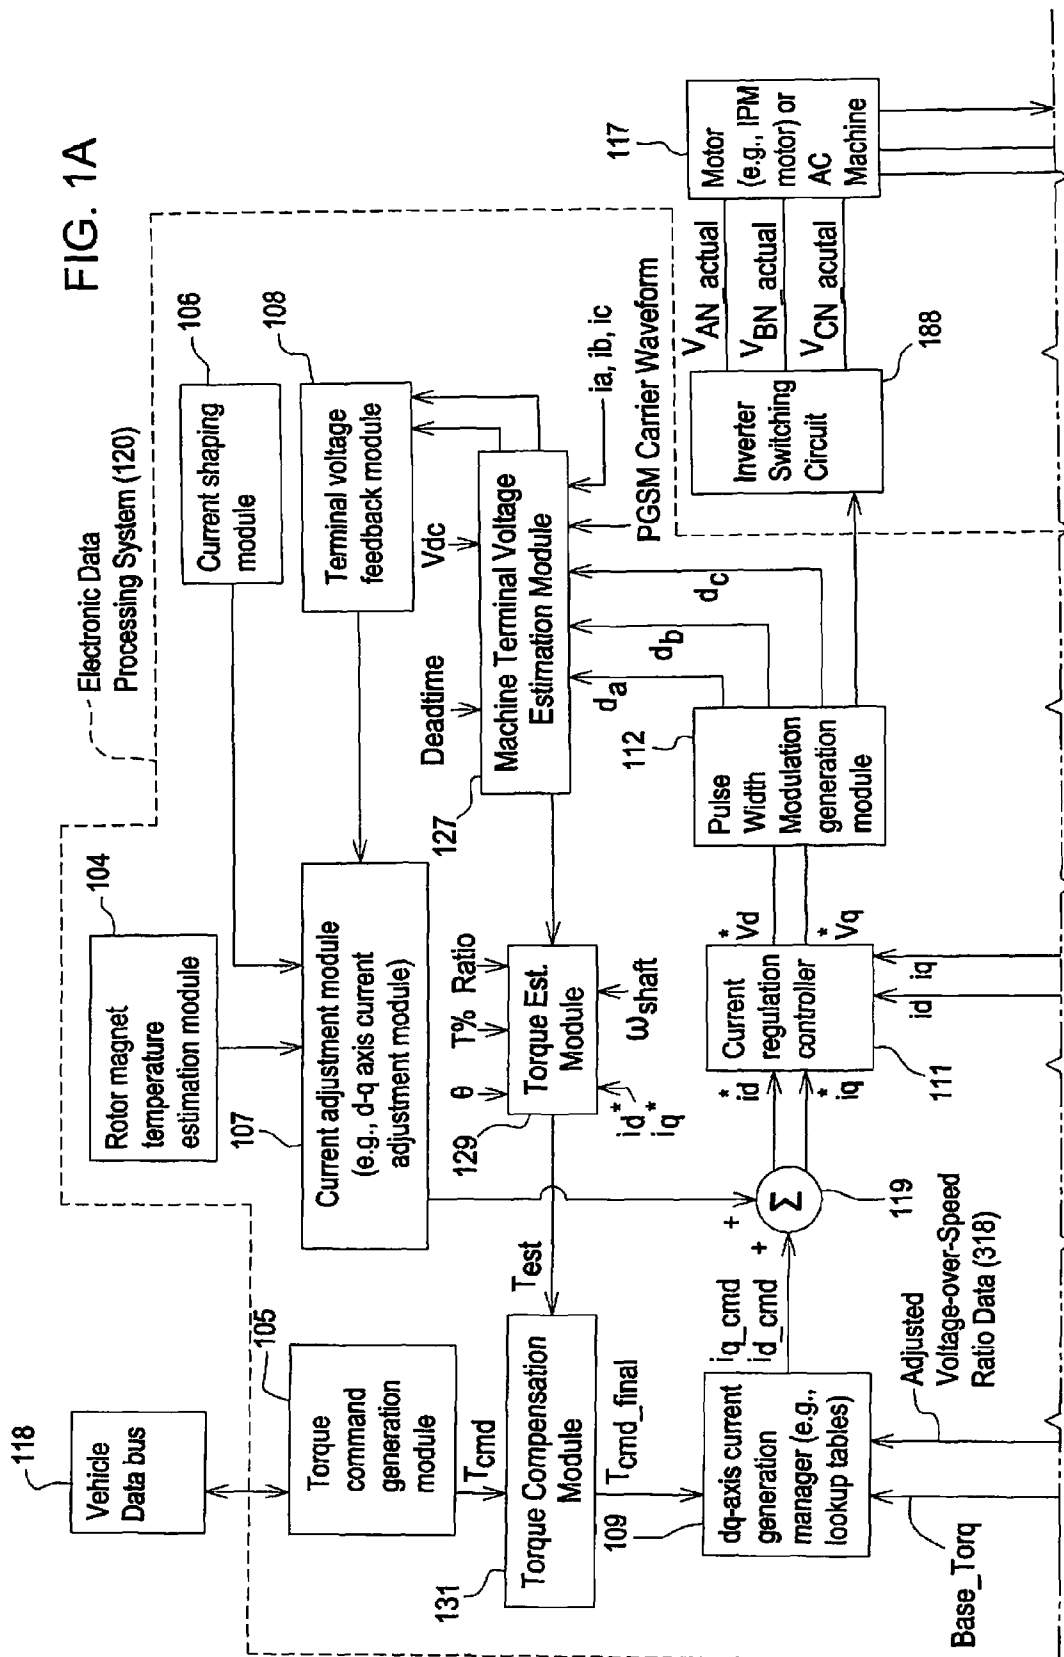 FIG. 1A
Electronic Data
Processing System (120)
118
Vehicle
Data bus
105
Torque
command
generation
module
Tcmd
131
Torque Compensation
Module
Tcmd_final
109
dq-axis current
generation
manager (e.g.,
lookup tables)
Base_Torq
Adjusted
Voltage-over-Speed
Ratio Data (318)
104
Rotor magnet
temperature
estimation module
107
Current adjustment module
(e.g., d-q axis current
adjustment module)
106
Current shaping
module
108
Terminal voltage
feedback module
Test
129
Torque Est.
Module
θ
T%
Ratio
id*
iq*
ωshaft
127
Machine Terminal Voltage
Estimation Module
Deadtime
Vdc
ia, ib, ic
PGSM Carrier Waveform
da
db
dc
iq_cmd
id_cmd
+
+
Σ
119
id*
iq*
Current
regulation
controller
111
id
iq
Vd*
Vq*
112
Pulse
Width
Modulation
generation
module
Inverter
Switching
Circuit
188
VAN_actual
VBN_actual
VCN_acutal
117
Motor
(e.g., IPM
motor) or
AC
Machine